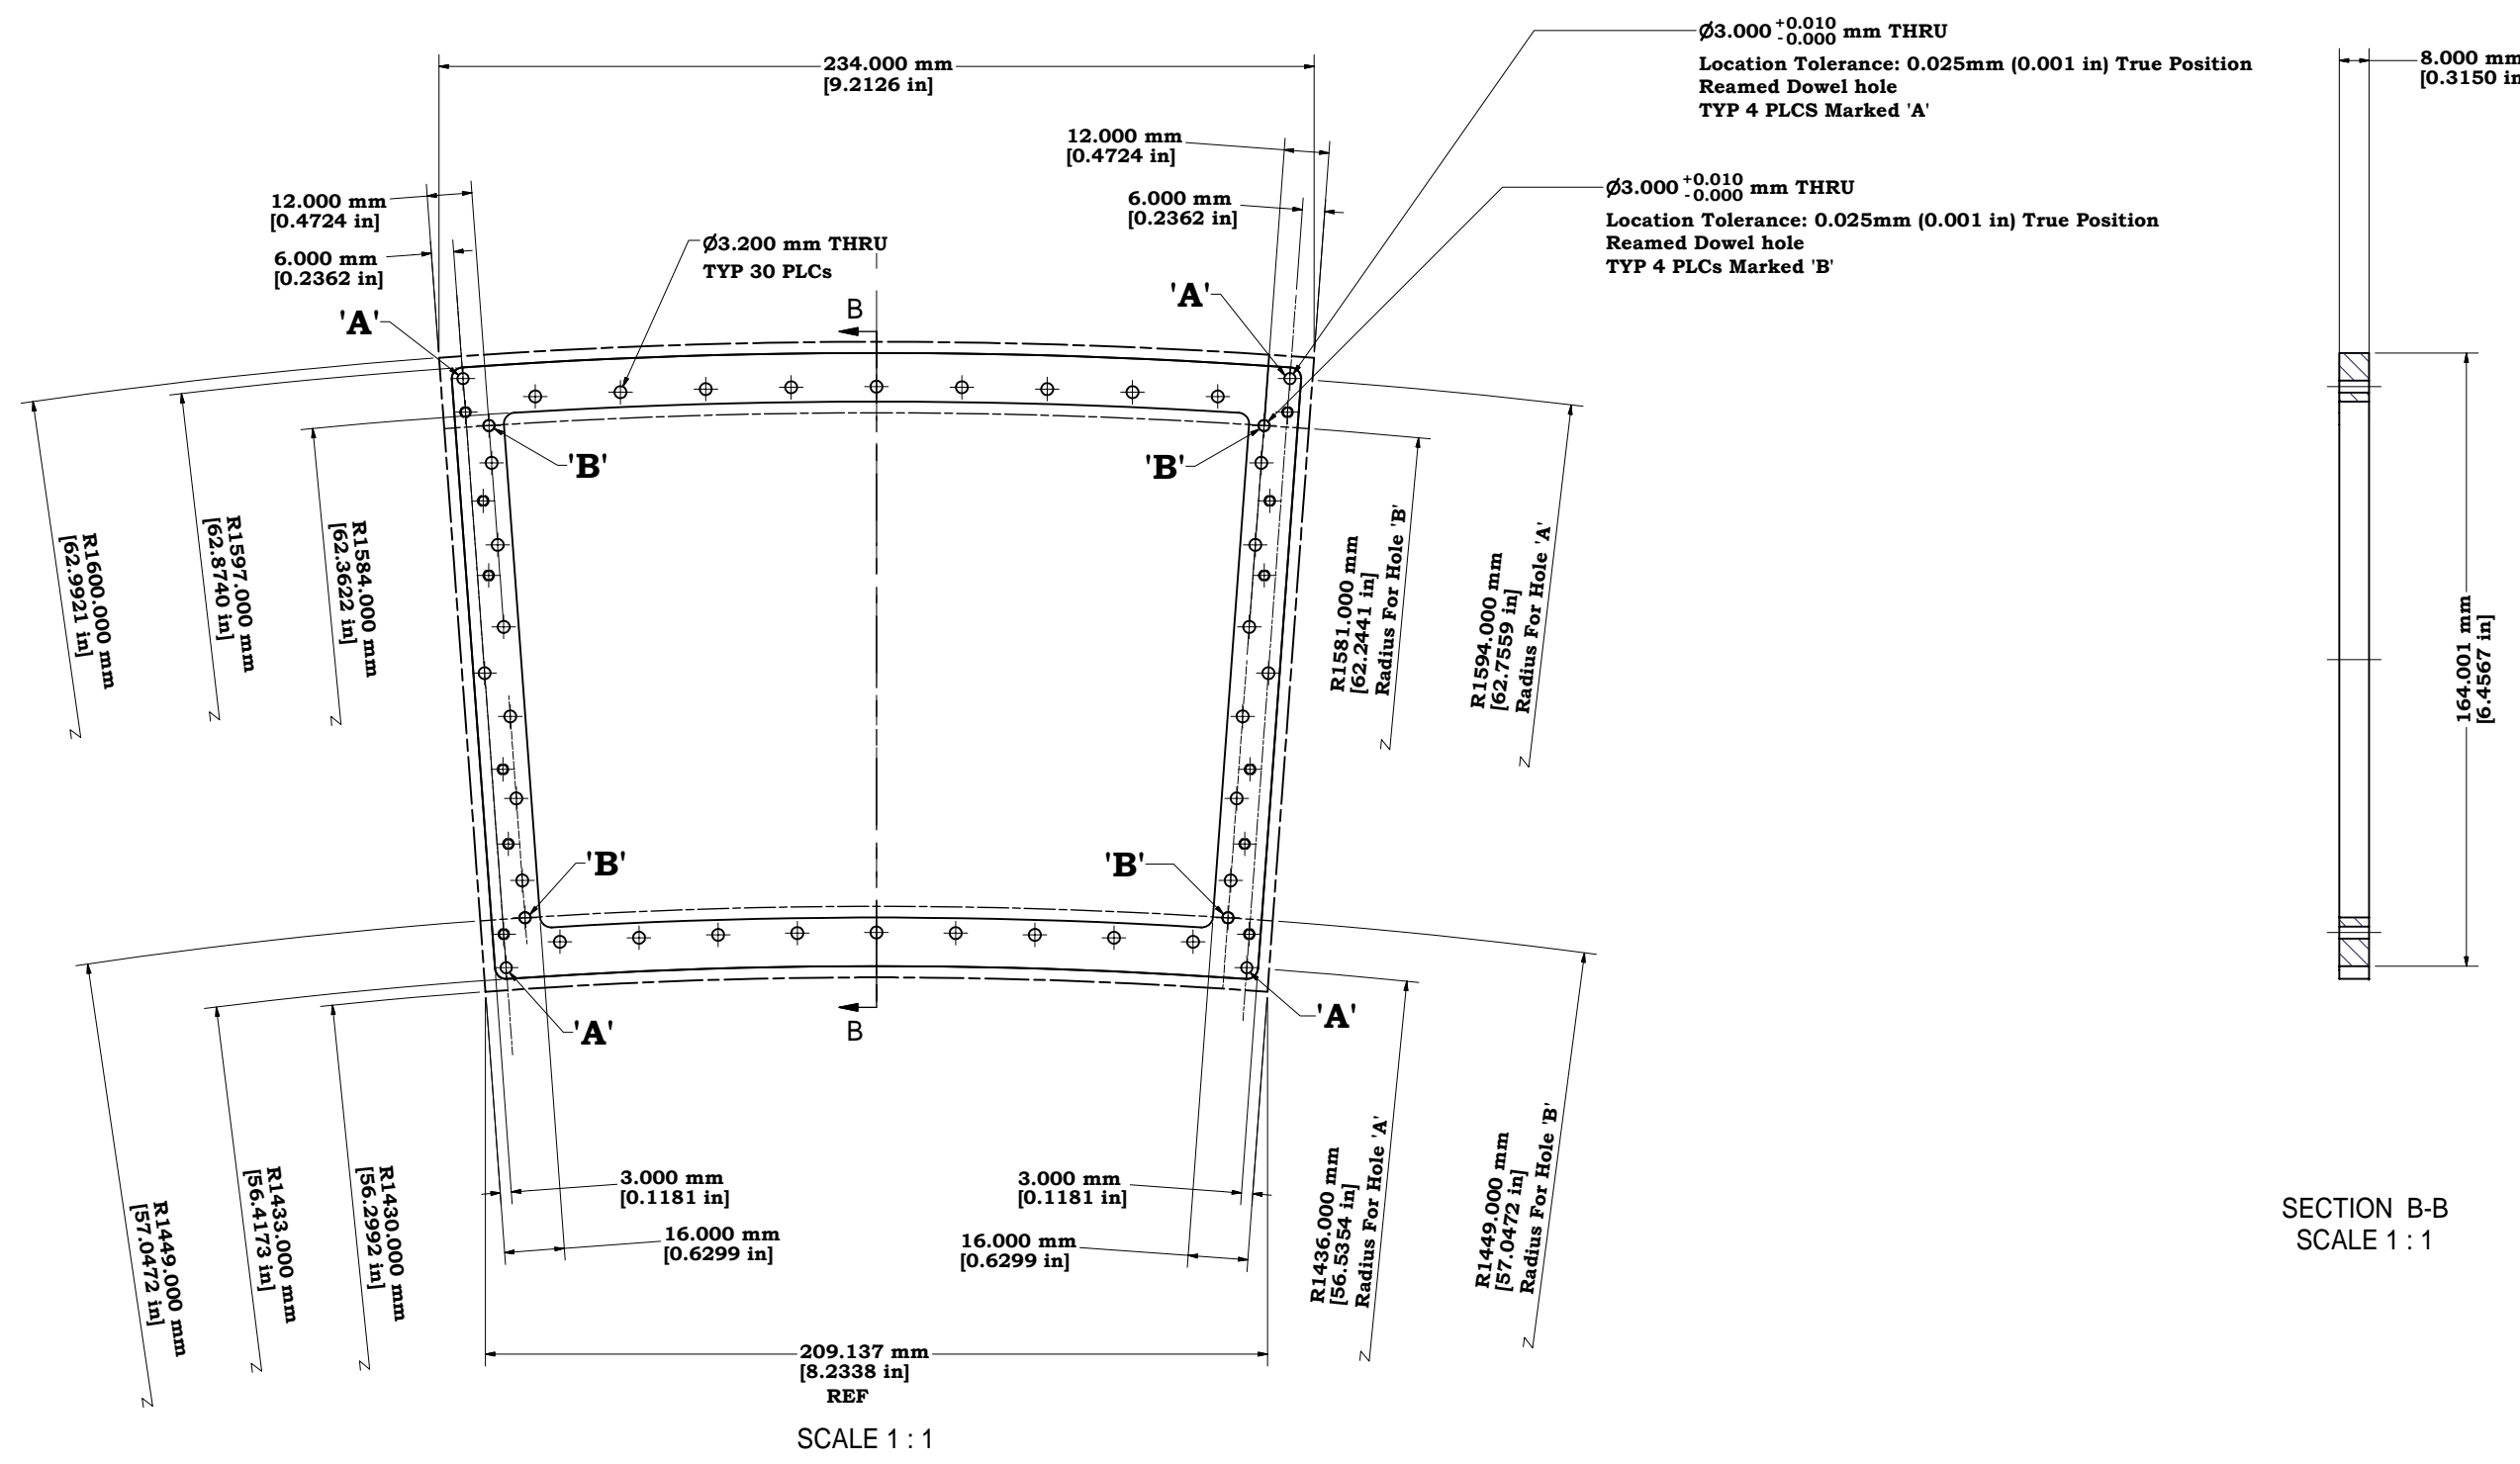 Ø3.000 +0.010 -0.000 mm THRU
Location Tolerance: 0.025mm (0.001 in) True Position
Reamed Dowel hole
TYP 4 PLCS Marked 'A'
234.000 mm
[9.2126 in]
8.000 mm
[0.3150 in
12.000 mm
[0.4724 in]
Ø3.000 +0.010 -0.000 mm THRU
Location Tolerance: 0.025mm (0.001 in) True Position
Reamed Dowel hole
TYP 4 PLCs Marked 'B'
12.000 mm
[0.4724 in]
6.000 mm
[0.2362 in]
6.000 mm
[0.2362 in]
Ø3.200 mm THRU
TYP 30 PLCs
'A'
'A'
B
'B'
'B'
R1600.000 mm
[62.9921 in]
R1597.000 mm
[62.8740 in]
R1584.000 mm
[62.3622 in]
R1581.000 mm
[62.2441 in]
Radius For Hole 'B'
R1594.000 mm
[62.7559 in]
Radius For Hole 'A'
164.001 mm
[6.4567 in]
'B'
'B'
'A'
'A'
B
R1449.000 mm
[57.0472 in]
R1433.000 mm
[56.4173 in]
R1430.000 mm
[56.2992 in]
3.000 mm
[0.1181 in]
3.000 mm
[0.1181 in]
16.000 mm
[0.6299 in]
16.000 mm
[0.6299 in]
R1436.000 mm
[56.5354 in]
Radius For Hole 'A'
R1449.000 mm
[57.0472 in]
Radius For Hole 'B'
SECTION B-B
SCALE 1 : 1
209.137 mm
[8.2338 in]
REF
SCALE 1 : 1